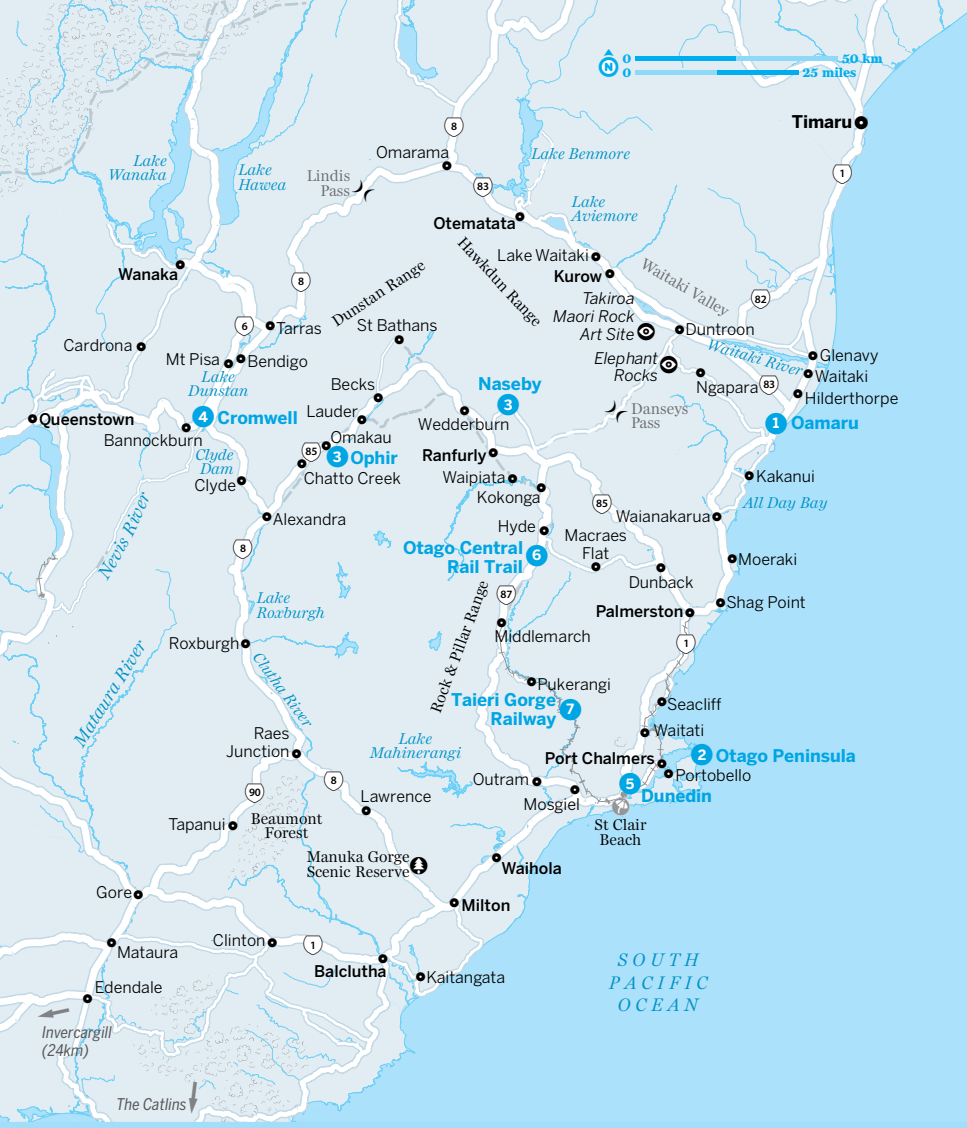 0
50 km
N
0
25 miles
Timaru
8
Omarama
Lake
Wanaka
Lake
Hawea
Lindis
Pass
Lake Benmore
1
83
Lake
Aviemore
Otematata
Hawkdun Range
Lake Waitaki
Wanaka
Kurow
Waitaki Valley
8
Dunstan Range
Takiroa
Maori Rock
Art Site
82
6
Tarras
St Bathans
Duntroon
Cardrona
Mt Pisa
Bendigo
Waitaki River
Glenavy
Elephant
Rocks
Waitaki
Lake
Dunstan
Becks
Naseby
3
Ngapara
83
Hilderthorpe
Queenstown
4
Cromwell
Lauder
Wedderburn
Danseys
Pass
1
Oamaru
Bannockburn
Omakau
85
3
Ophir
Ranfurly
Clyde
Dam
Chatto Creek
Waipiata
Kakanui
Clyde
Kokonga
85
All Day Bay
Nevis River
Alexandra
Hyde
Waianakarua
8
Otago Central
Rail Trail
6
Macraes
Flat
Moeraki
Dunback
Lake
Roxburgh
87
Palmerston
Shag Point
Rock & Pillar Range
Middlemarch
Roxburgh
1
Mataura River
Clutha River
Pukerangi
Taieri Gorge
Railway
7
Seacliff
Raes
Junction
Lake
Mahinerangi
Waitati
Port Chalmers
2
Otago Peninsula
8
Outram
5
Portobello
90
Lawrence
Mosgiel
Dunedin
Tapanui
Beaumont
Forest
St Clair
Beach
Manuka Gorge
Scenic Reserve
Waihola
Gore
Milton
Clinton
1
Mataura
Balclutha
Kaitangata
SOUTH
PACIFIC
OCEAN
Edendale
Invercargill
(24km)
The Catlins